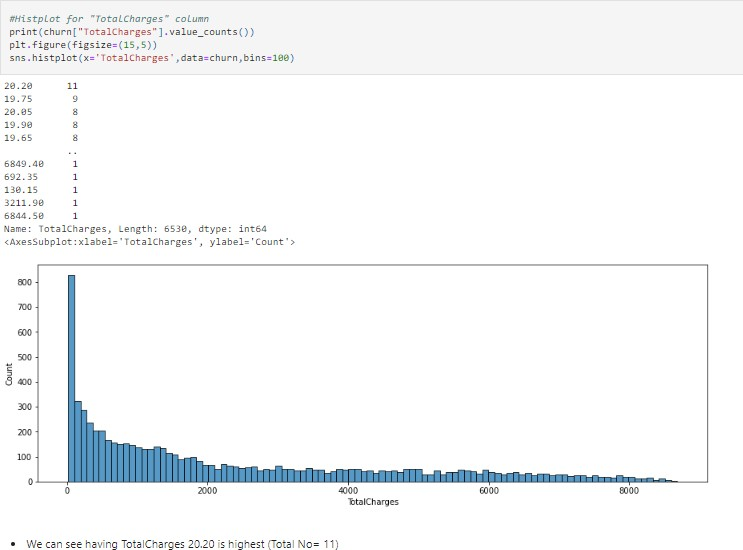 #Histplot for "TotalCharges" column
print(churn["TotalCharges"].value_counts())
plt.figure(figsize=(15,5))
sns.histplot(x='TotalCharges',data=churn,bins=100)
20.20 11
19.75 9
20.05 8
19.90 8
19.65 8
..
6849.40 1
692.35 1
130.15 1
3211.90 1
6844.50 1
Name: TotalCharges, Length: 6530, dtype: int64
<AxesSubplot:xlabel='TotalCharges', ylabel='Count'>
800
700
600
500
400
300
200
100
0
Count
0 2000 4000 6000 8000
TotalCharges
• We can see having TotalCharges 20.20 is highest (Total No= 11)